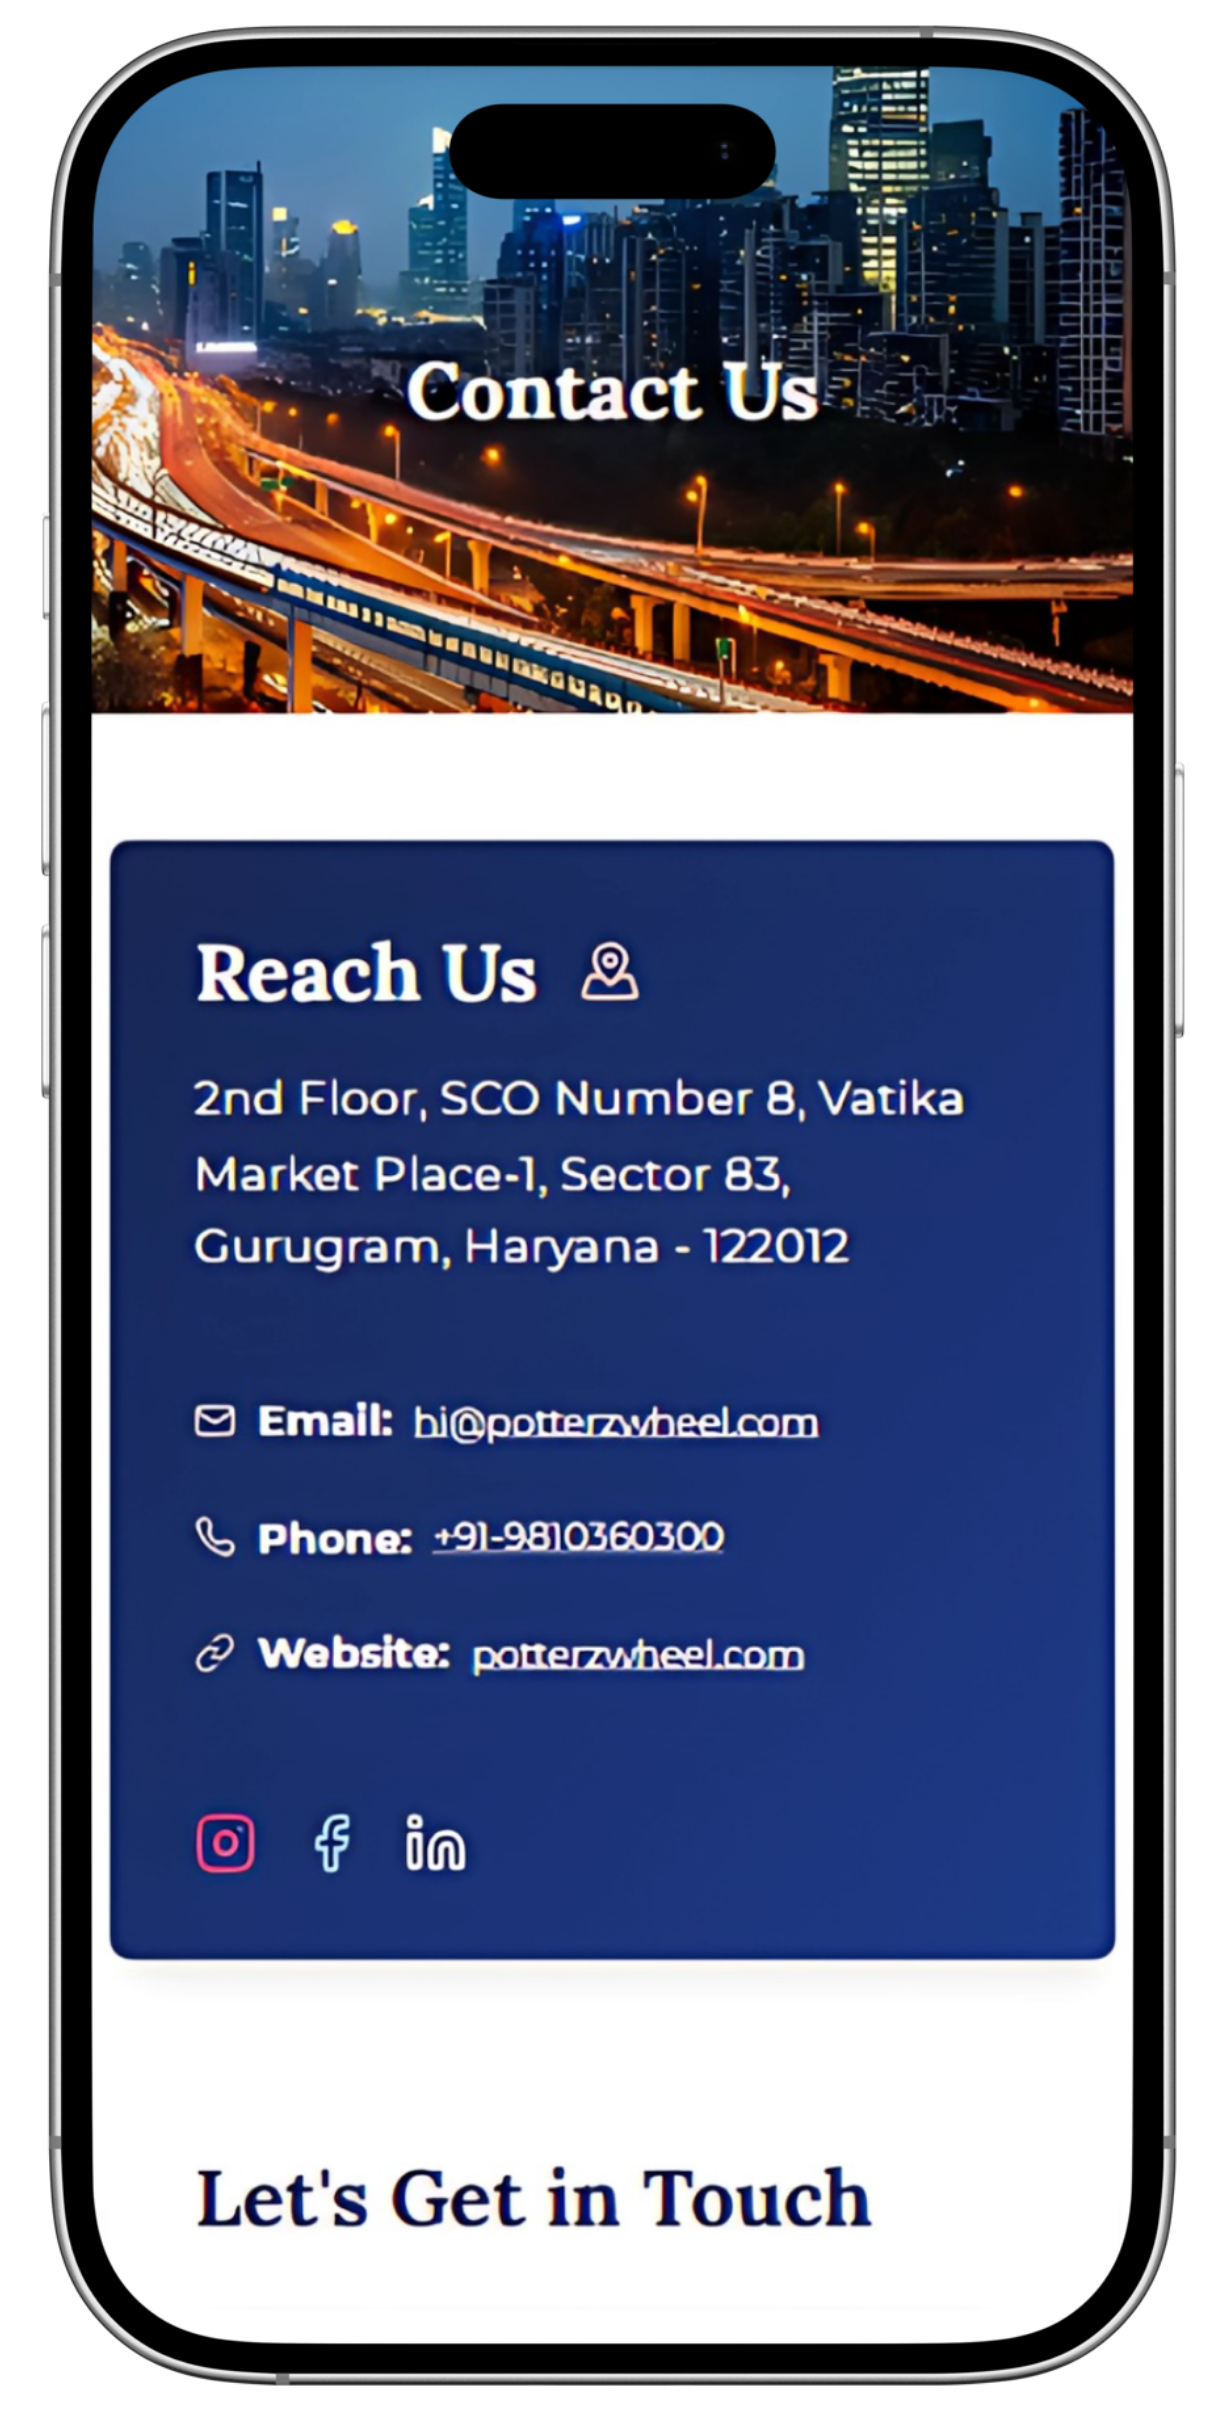 Contact Us
Reach Us
2nd Floor, SCO Number 8, Vatika
Market Place-1, Sector 83,
Gurugram, Haryana - 122012
Email: hi@potterzwheel.com
Phone: +91-9810360300
Website: potterzwheel.com
Let's Get in Touch